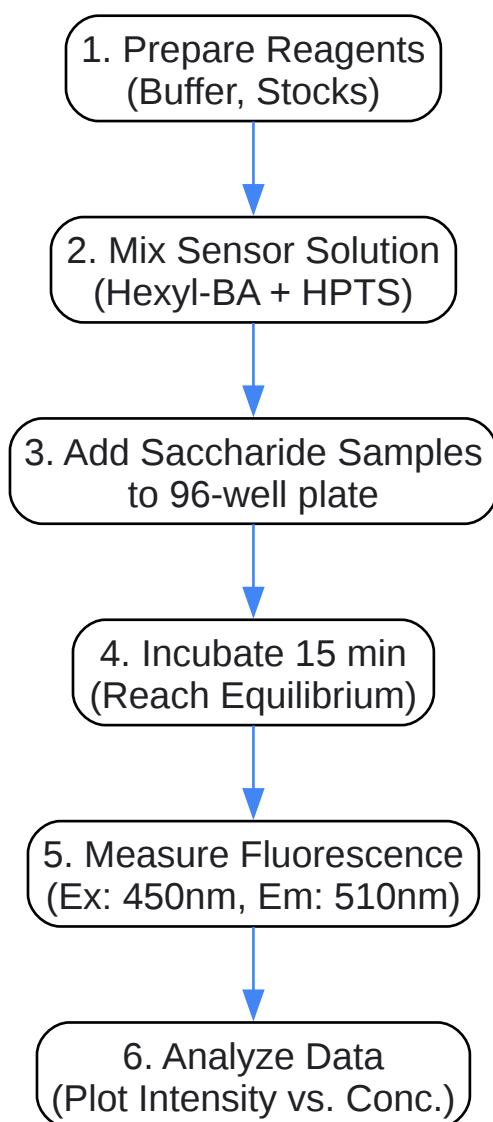 1. Prepare Reagents
(Buffer, Stocks)
2. Mix Sensor Solution
(Hexyl-BA + HPTS)
3. Add Saccharide Samples
to 96-well plate
4. Incubate 15 min
(Reach Equilibrium)
5. Measure Fluorescence
(Ex: 450nm, Em: 510nm)
6. Analyze Data
(Plot Intensity vs. Conc.)